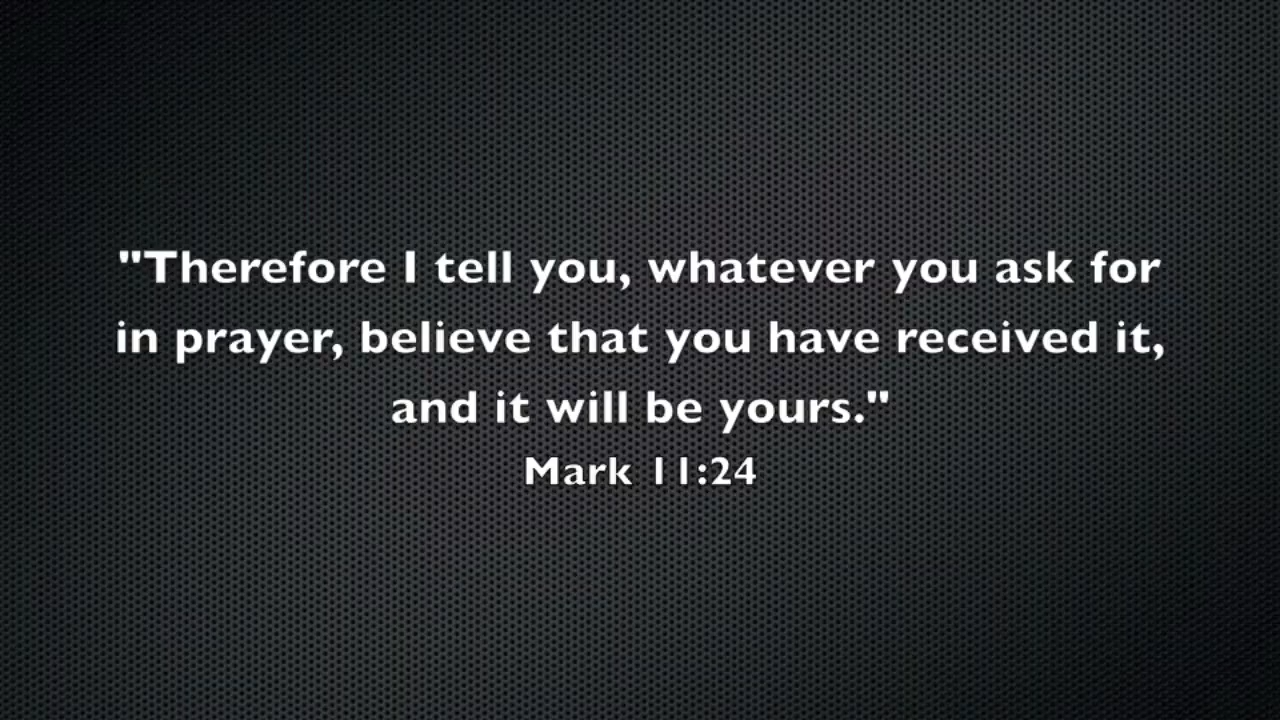 "Therefore I tell you, whatever you ask for
in prayer, believe that you have received it,
and it will be yours."
Mark 11:24